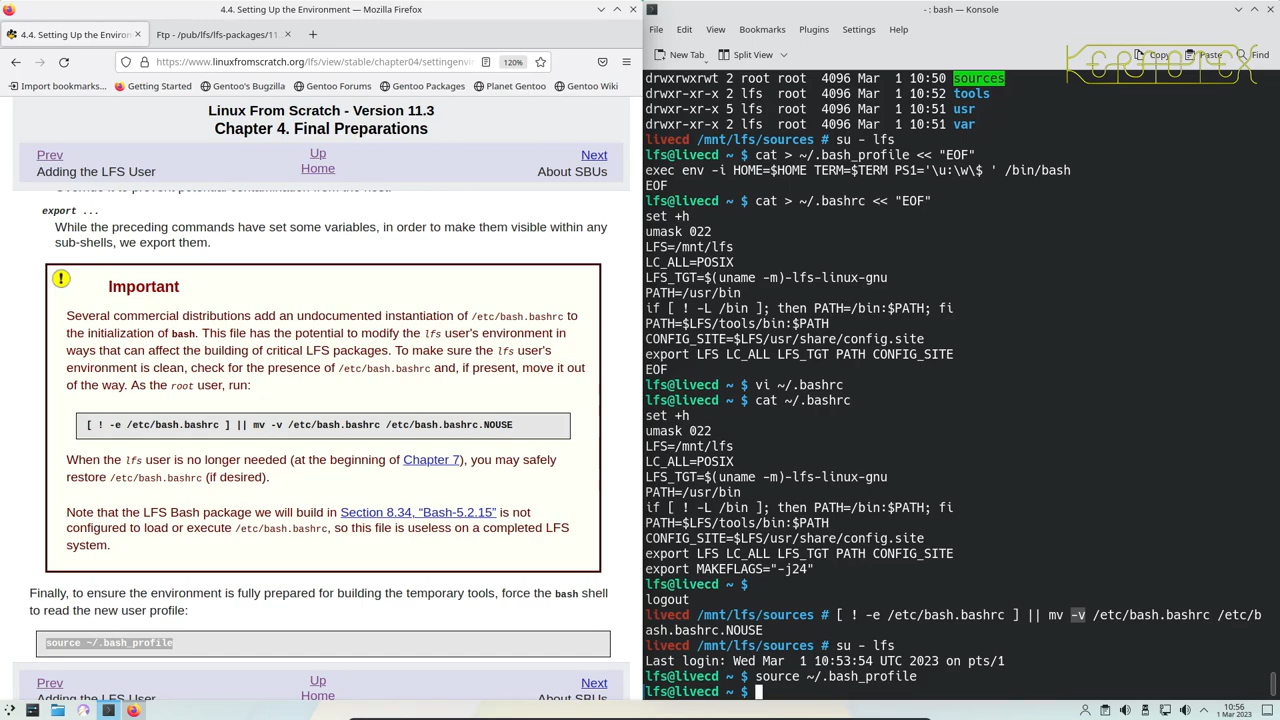 4.4. Setting Up the Environment — Mozilla Firefox
4.4. Setting Up the Environ
Ftp - /pub/lfs/lfs-packages/11.
https://www.linuxfromscratch.org/lfs/view/stable/chapter04/settingenvi
120%
Import bookmarks...
Getting Started
Gentoo's Bugzilla
Gentoo Forums
Gentoo Packages
Planet Gentoo
Gentoo Wiki
Linux From Scratch - Version 11.3
Chapter 4. Final Preparations
Prev
Up
Next
Adding the LFS User
Home
About SBUs
Override it to prevent potential contamination from the host.
export ...
While the preceding commands have set some variables, in order to make them visible within any
sub-shells, we export them.
Important
Several commercial distributions add an undocumented instantiation of /etc/bash.bashrc to
the initialization of bash. This file has the potential to modify the lfs user's environment in
ways that can affect the building of critical LFS packages. To make sure the lfs user's
environment is clean, check for the presence of /etc/bash.bashrc and, if present, move it out
of the way. As the root user, run:
[ ! -e /etc/bash.bashrc ] || mv -v /etc/bash.bashrc /etc/bash.bashrc.NOUSE
When the lfs user is no longer needed (at the beginning of Chapter 7), you may safely
restore /etc/bash.bashrc (if desired).
Note that the LFS Bash package we will build in Section 8.34, “Bash-5.2.15” is not
configured to load or execute /etc/bash.bashrc, so this file is useless on a completed LFS
system.
Finally, to ensure the environment is fully prepared for building the temporary tools, force the bash shell
to read the new user profile:
source ~/.bash_profile
Prev
Up
Next
Adding the LFS User
Home
About SBUs
- : bash — Konsole
File Edit View Bookmarks Plugins Settings Help
New Tab Split View Copy Paste Find
KERNOTEX
drwxrwxrwt 2 root root 4096 Mar 1 10:50 sources
drwxr-xr-x 2 lfs root 4096 Mar 1 10:52 tools
drwxr-xr-x 5 lfs root 4096 Mar 1 10:51 usr
drwxr-xr-x 2 lfs root 4096 Mar 1 10:51 var
livecd /mnt/lfs/sources # su - lfs
lfs@livecd ~ $ cat > ~/.bash_profile << "EOF"
exec env -i HOME=$HOME TERM=$TERM PS1='\u:\w\$ ' /bin/bash
EOF
lfs@livecd ~ $ cat > ~/.bashrc << "EOF"
set +h
umask 022
LFS=/mnt/lfs
LC_ALL=POSIX
LFS_TGT=$(uname -m)-lfs-linux-gnu
PATH=/usr/bin
if [ ! -L /bin ]; then PATH=/bin:$PATH; fi
PATH=$LFS/tools/bin:$PATH
CONFIG_SITE=$LFS/usr/share/config.site
export LFS LC_ALL LFS_TGT PATH CONFIG_SITE
EOF
lfs@livecd ~ $ vi ~/.bashrc
lfs@livecd ~ $ cat ~/.bashrc
set +h
umask 022
LFS=/mnt/lfs
LC_ALL=POSIX
LFS_TGT=$(uname -m)-lfs-linux-gnu
PATH=/usr/bin
if [ ! -L /bin ]; then PATH=/bin:$PATH; fi
PATH=$LFS/tools/bin:$PATH
CONFIG_SITE=$LFS/usr/share/config.site
export LFS LC_ALL LFS_TGT PATH CONFIG_SITE
export MAKEFLAGS="-j24"
lfs@livecd ~ $
logout
livecd /mnt/lfs/sources # [ ! -e /etc/bash.bashrc ] || mv -v /etc/bash.bashrc /etc/b
ash.bashrc.NOUSE
livecd /mnt/lfs/sources # su - lfs
Last login: Wed Mar 1 10:53:54 UTC 2023 on pts/1
lfs@livecd ~ $ source ~/.bash_profile
lfs@livecd ~ $
10:56
1 Mar 2023